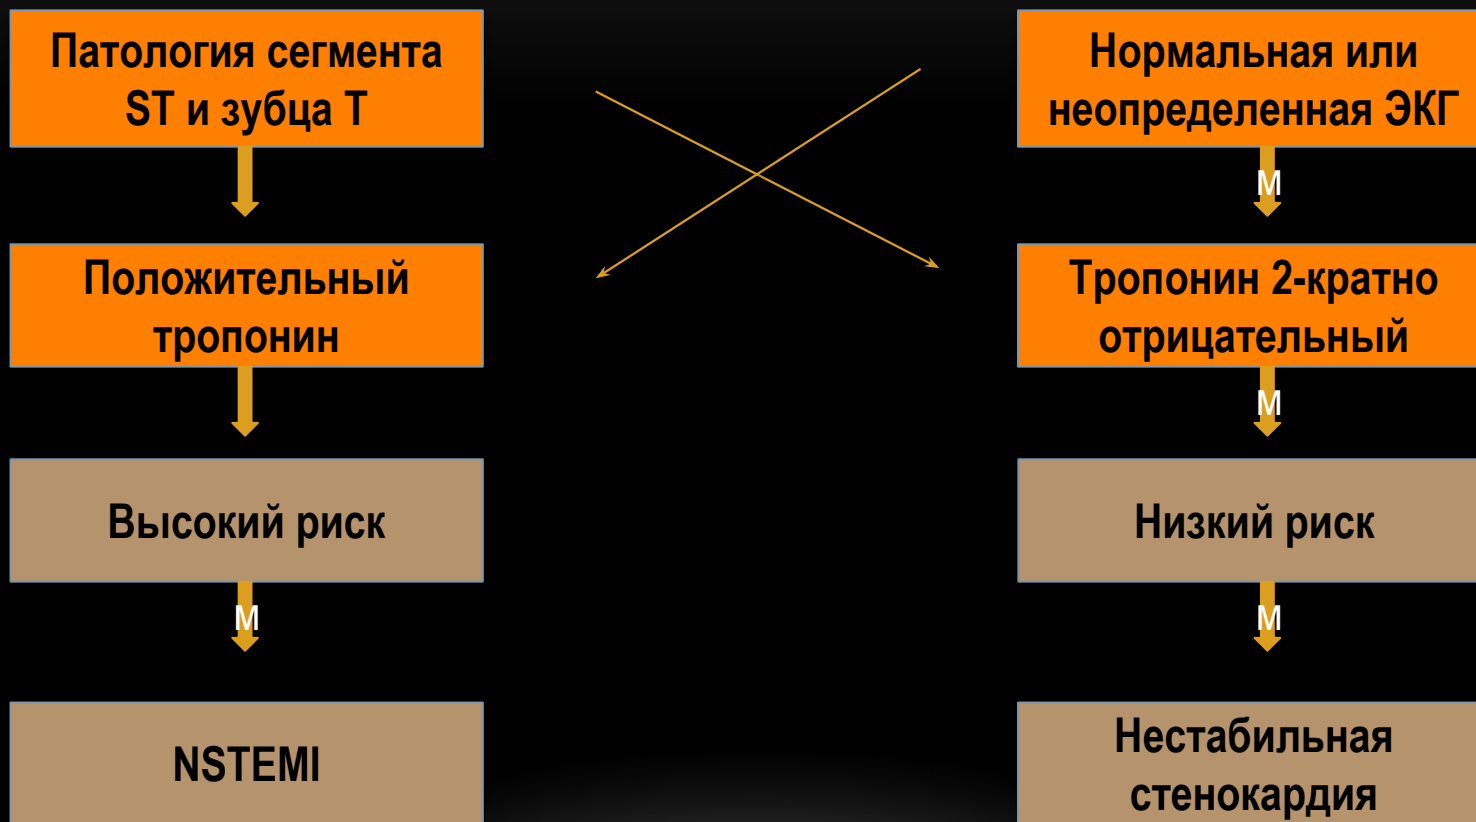 Патология сегмента
ST и зубца T
Нормальная или
неопределенная ЭКГ
м
Положительный
тропонин
Тропонин 2-кратно
отрицательный
м
Высокий риск
Низкий риск
м
м
NSTEMI
Нестабильная
стенокардия